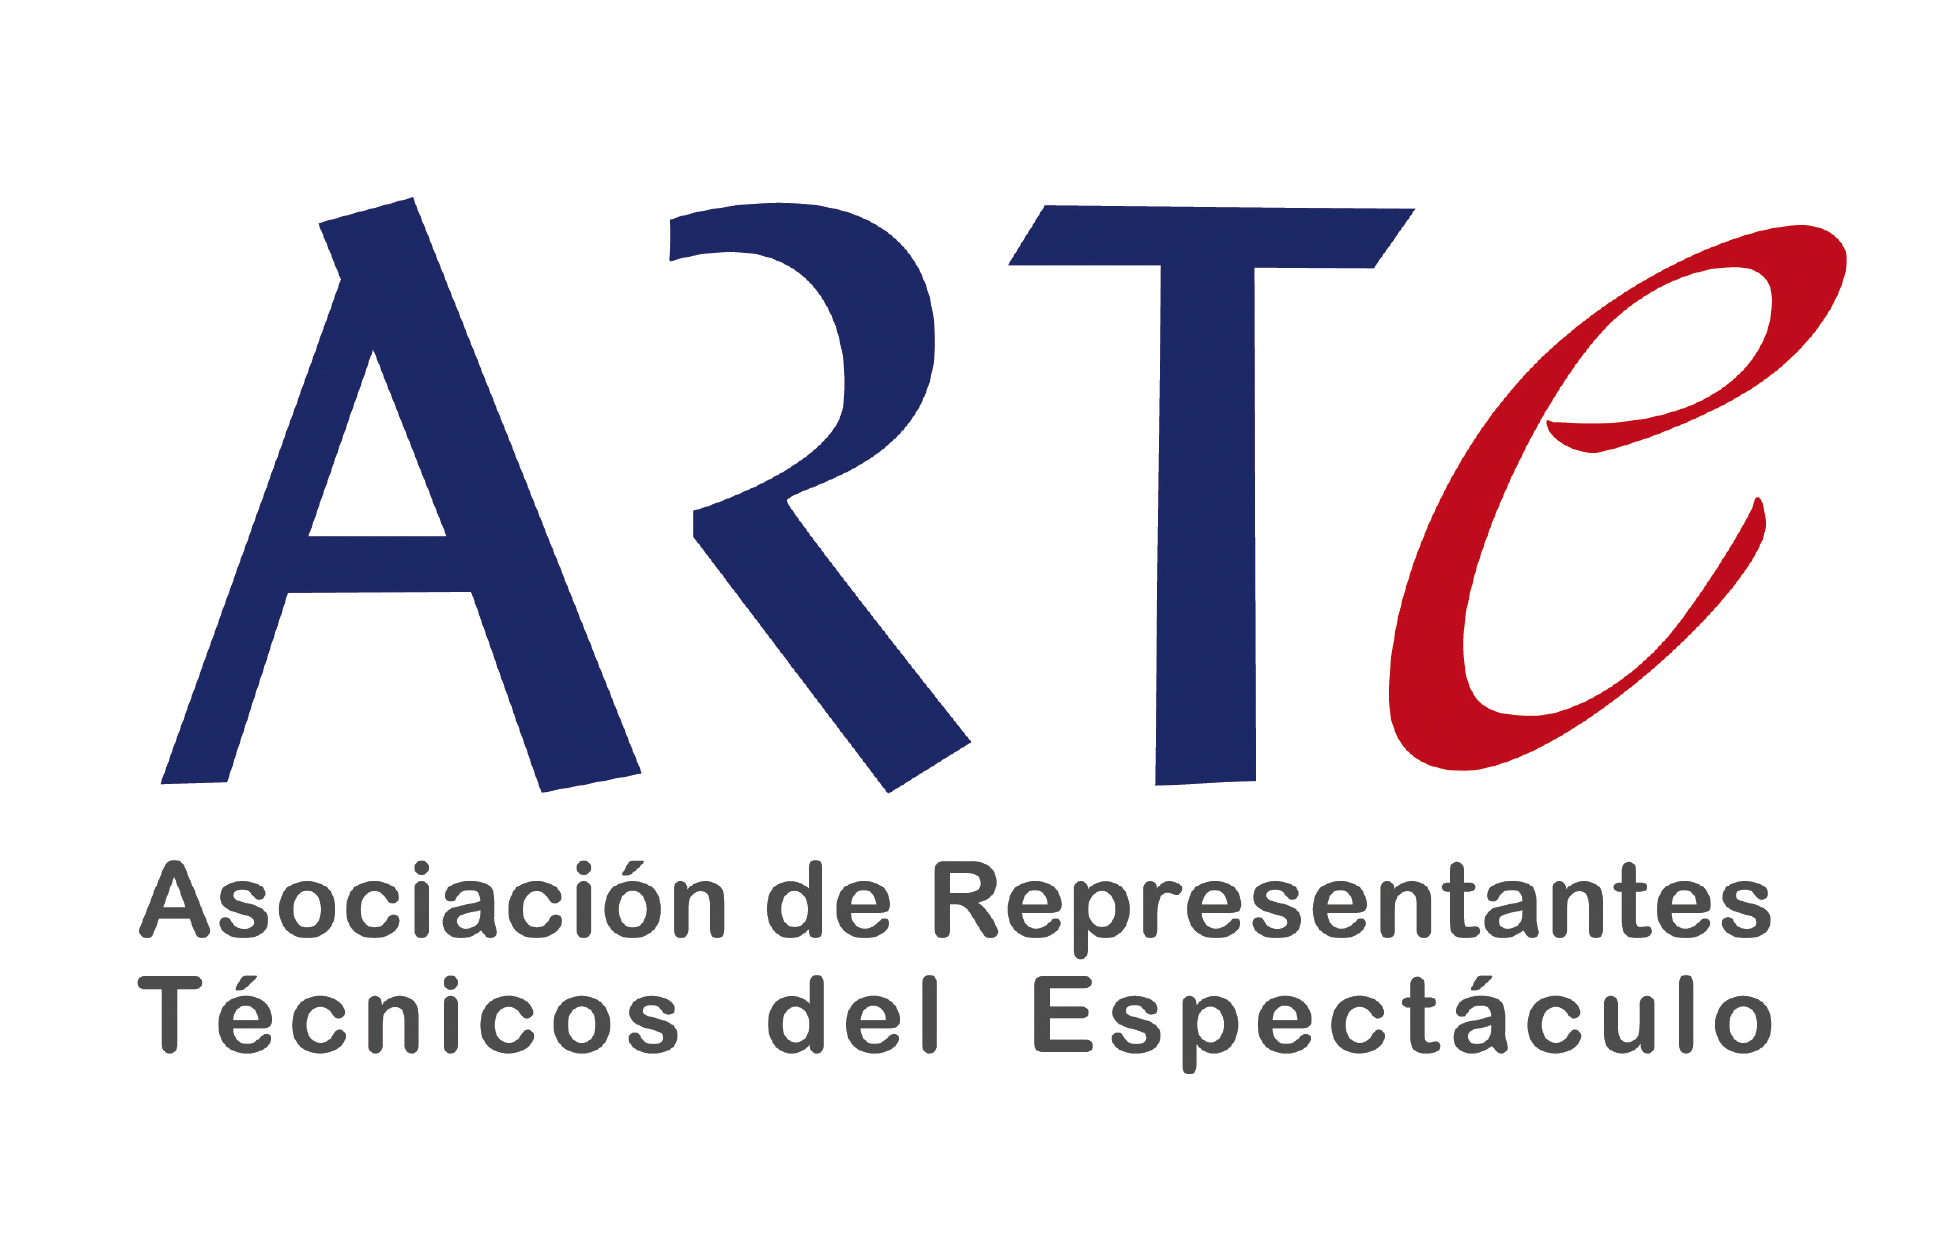 ARTe
Asociación de Representantes
Técnicos del Espectáculo